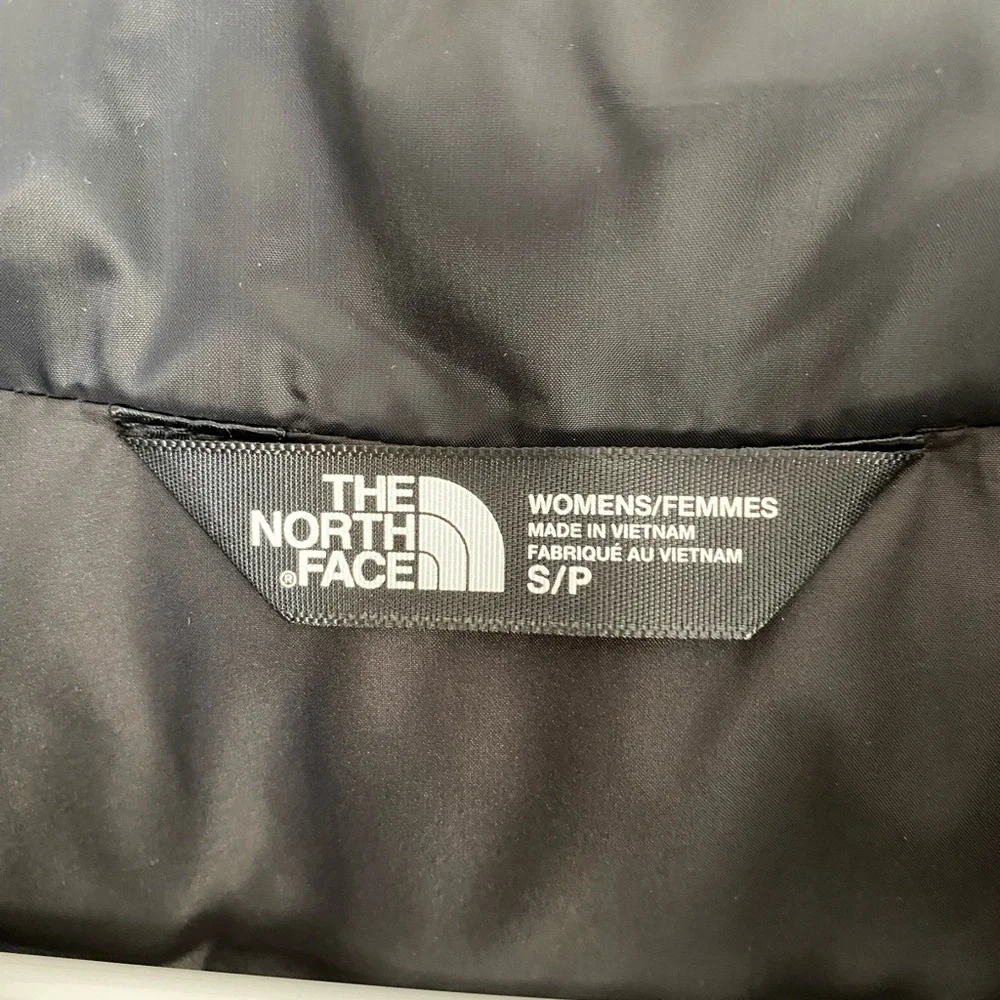 THE
NORTH
®FACE
WOMENS/FEMMES
MADE IN VIETNAM
FABRIQUÉ AU VIETNAM
S/P